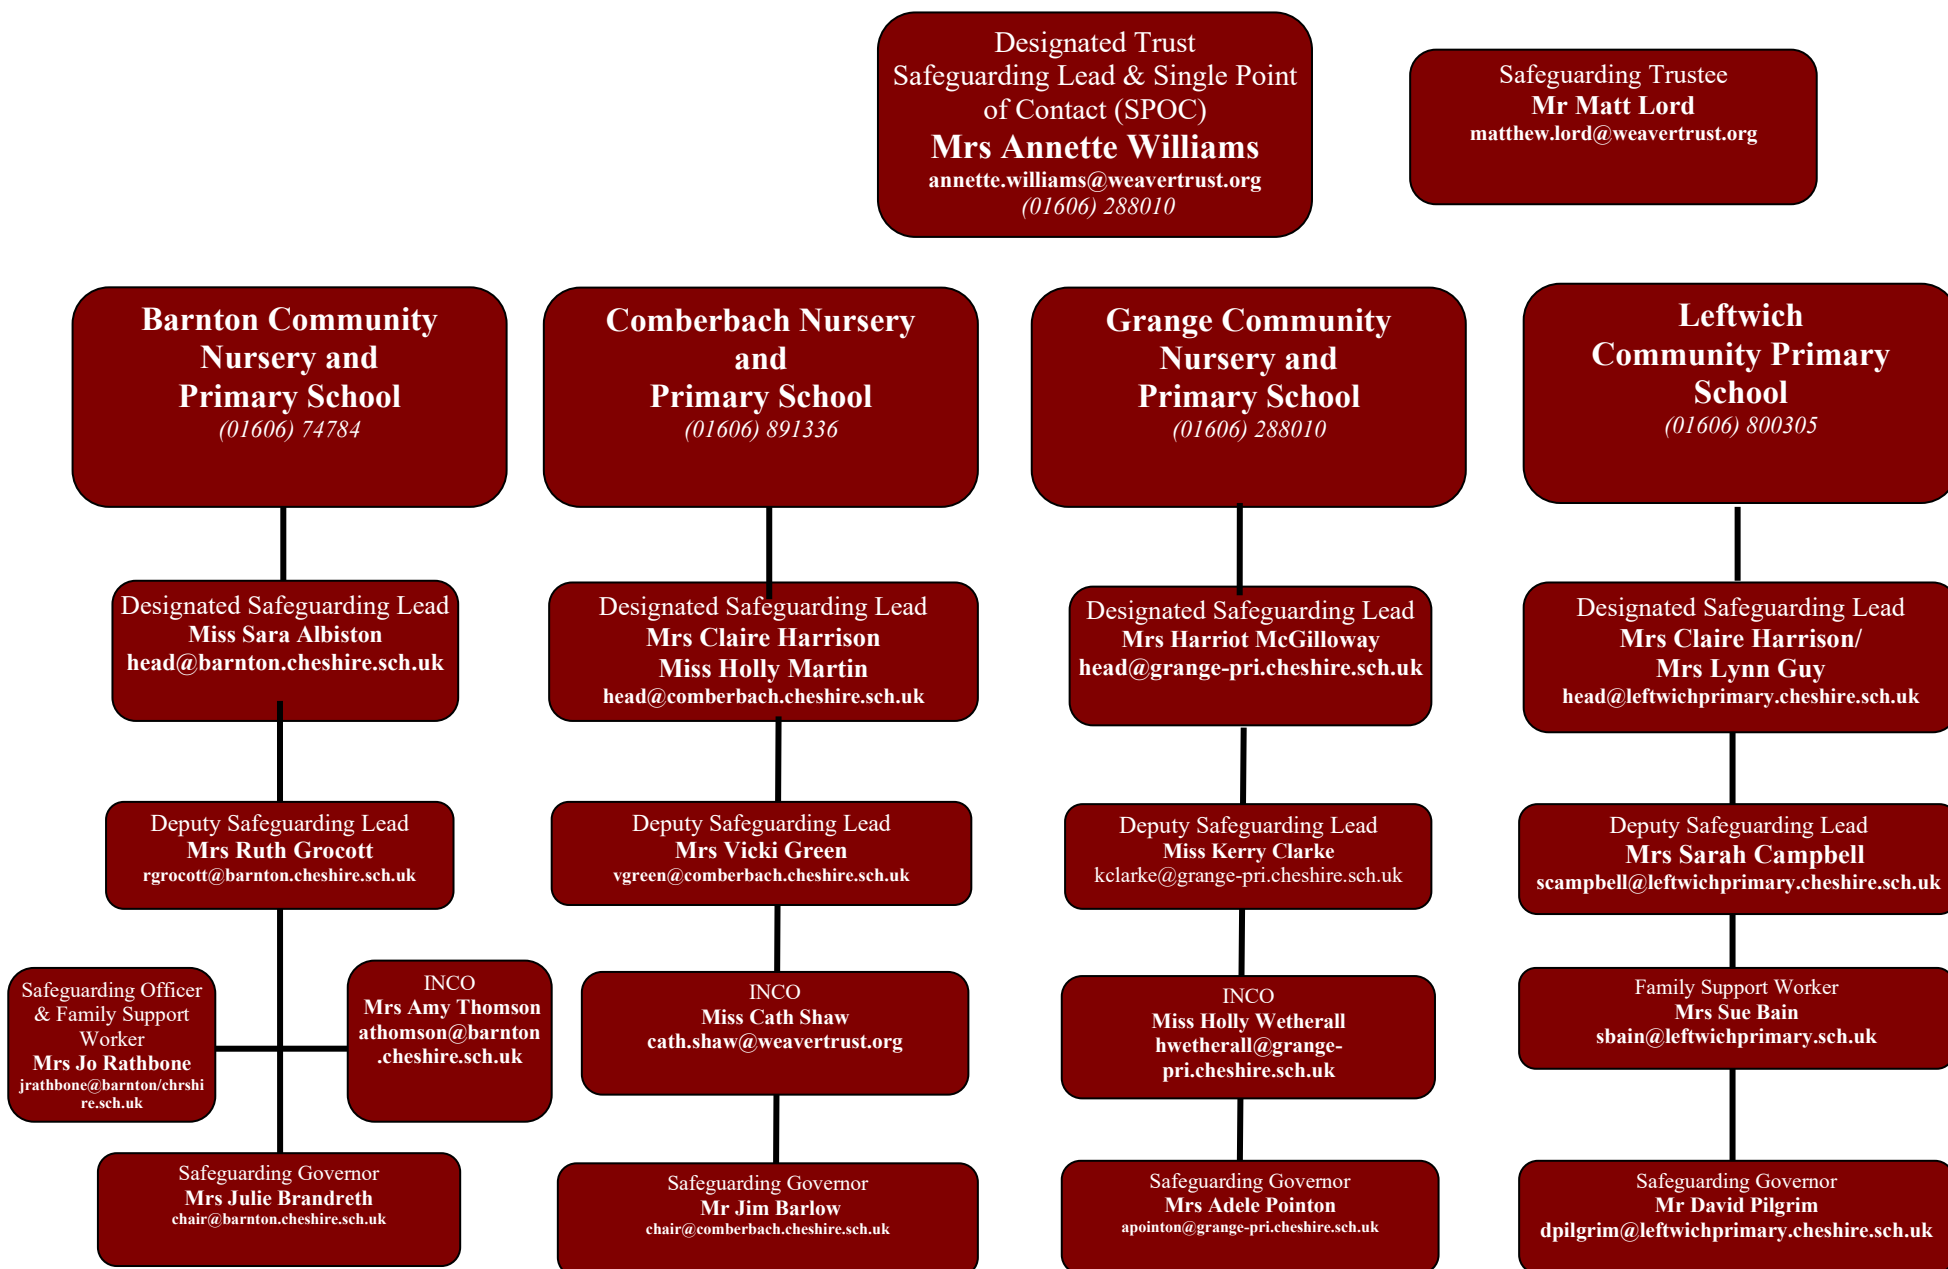 Designated Trust
Safeguarding Lead & Single Point
of Contact (SPOC)
Mrs Annette Williams
annette.williams@weavertrust.org
(01606) 288010
Safeguarding Trustee
Mr Matt Lord
matthew.lord@weavertrust.org
Barnton Community
Nursery and
Primary School
(01606) 74784
Comberbach Nursery
and
Primary School
(01606) 891336
Grange Community
Nursery and
Primary School
(01606) 288010
Leftwich
Community Primary
School
(01606) 800305
Designated Safeguarding Lead
Miss Sara Albiston
head@barnton.cheshire.sch.uk
Designated Safeguarding Lead
Mrs Claire Harrison
Miss Holly Martin
head@comberbach.cheshire.sch.uk
Designated Safeguarding Lead
Mrs Harriot McGilloway
head@grange-pri.cheshire.sch.uk
Designated Safeguarding Lead
Mrs Claire Harrison/
Mrs Lynn Guy
head@leftwichprimary.cheshire.sch.uk
Deputy Safeguarding Lead
Mrs Ruth Grocott
rgrocott@barnton.cheshire.sch.uk
Deputy Safeguarding Lead
Mrs Vicki Green
vgreen@comberbach.cheshire.sch.uk
Deputy Safeguarding Lead
Miss Kerry Clarke
kclarke@grange-pri.cheshire.sch.uk
Deputy Safeguarding Lead
Mrs Sarah Campbell
scampbell@leftwichprimary.cheshire.sch.uk
Safeguarding Officer
& Family Support
Worker
Mrs Jo Rathbone
jrathbone@barnton/chrshi
re.sch.uk
INCO
Mrs Amy Thomson
athomson@barnton
.cheshire.sch.uk
INCO
Miss Cath Shaw
cath.shaw@weavertrust.org
INCO
Miss Holly Wetherall
hwetherall@grange-
pri.cheshire.sch.uk
Family Support Worker
Mrs Sue Bain
sbain@leftwichprimary.sch.uk
Safeguarding Governor
Mrs Julie Brandreth
chair@barnton.cheshire.sch.uk
Safeguarding Governor
Mr Jim Barlow
chair@comberbach.cheshire.sch.uk
Safeguarding Governor
Mrs Adele Pointon
apointon@grange-pri.cheshire.sch.uk
Safeguarding Governor
Mr David Pilgrim
dpilgrim@leftwichprimary.cheshire.sch.uk